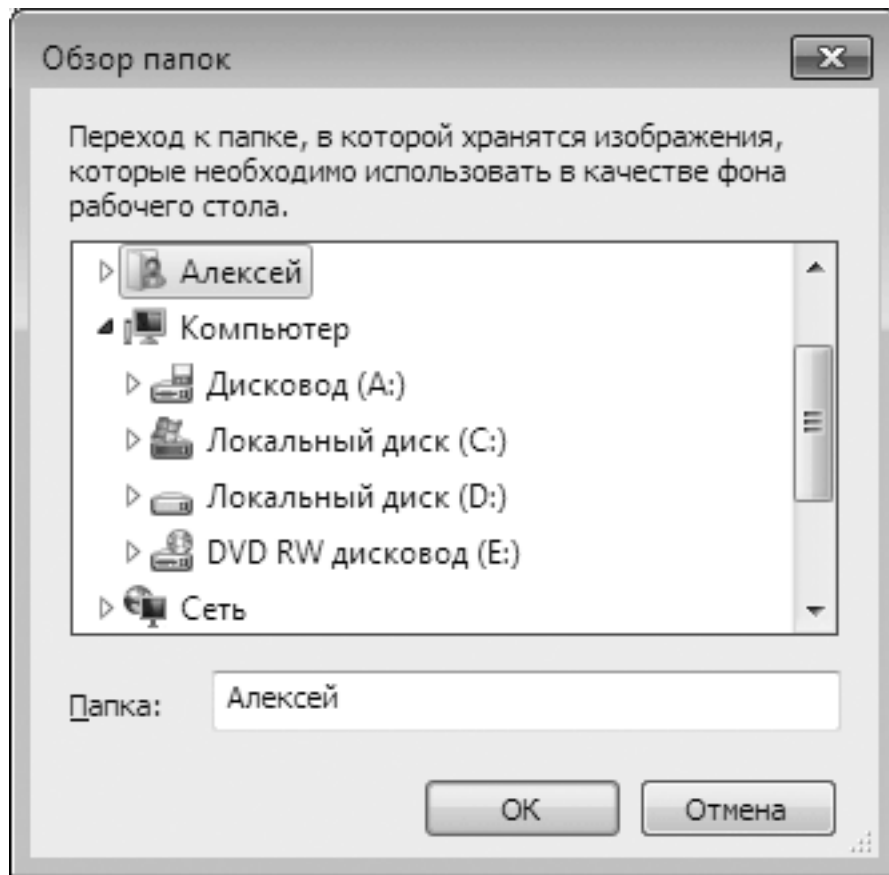 Обзор папок
Переход к папке, в которой хранятся изображения,
которые необходимо использовать в качестве фона
рабочего стола.
Алексей
Компьютер
Дисковод (A:)
Локальный диск (C:)
Локальный диск (D:)
DVD RW дисковод (E:)
Сеть
Папка: Алексей
ОК Отмена